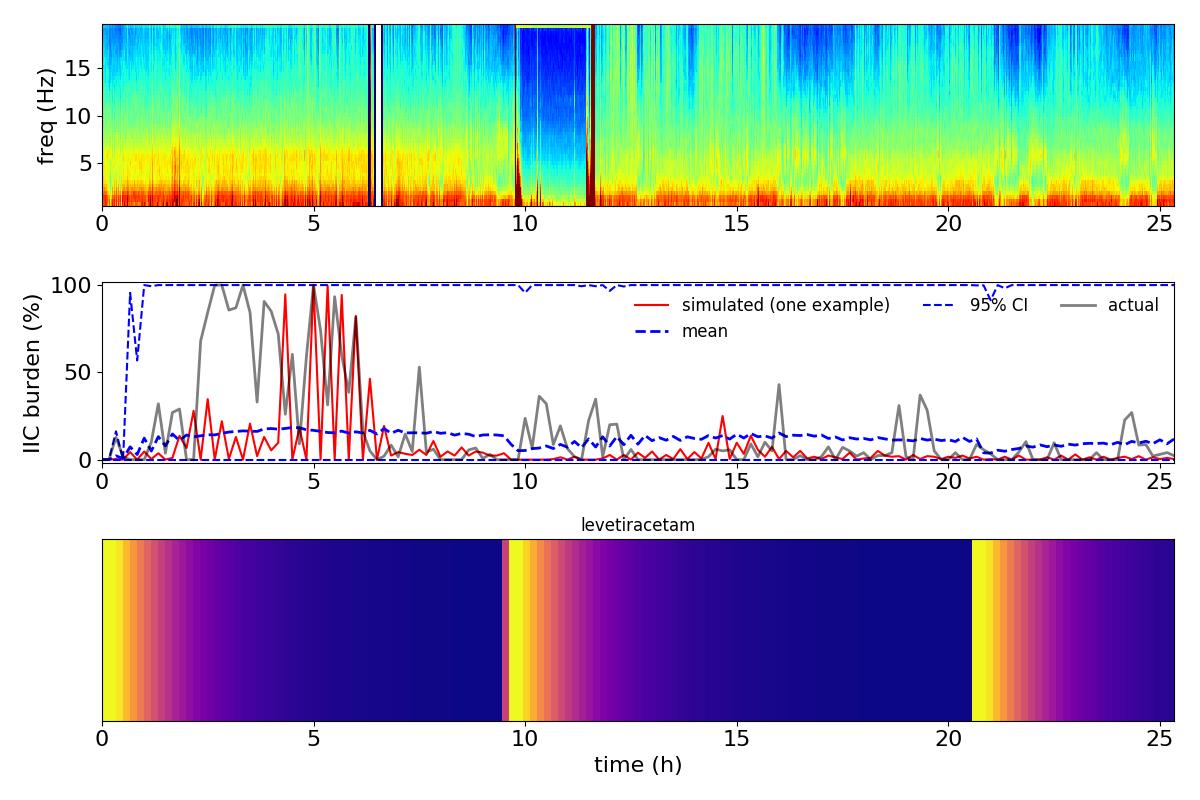 freq (Hz)
15
10
5
0 5 10 15 20 25
IIC burden (%)
100
50
0
simulated (one example)
mean
95% CI
actual
0 5 10 15 20 25
levetiracetam
0 5 10 15 20 25
time (h)